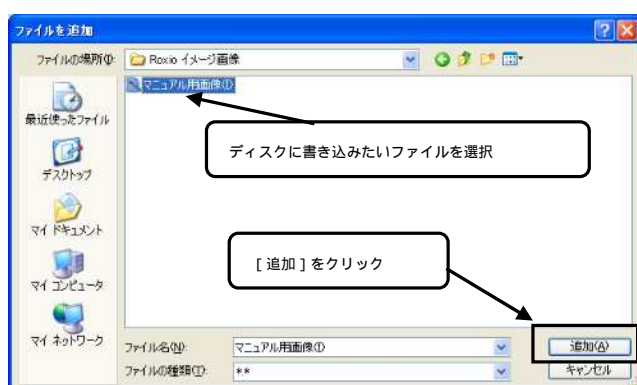 ファイルを追加
ファイルの場所(I):
Roxio イメージ画像
マニュアル用画像①
最近使ったファイル
ディスクに書き込みたいファイルを選択
デスクトップ
マイ ドキュメント
[追加]をクリック
マイ コンピュータ
マイ ネットワーク
ファイル名(N):
マニュアル用画像①
追加(A)
ファイルの種類(T):
**
キャンセル